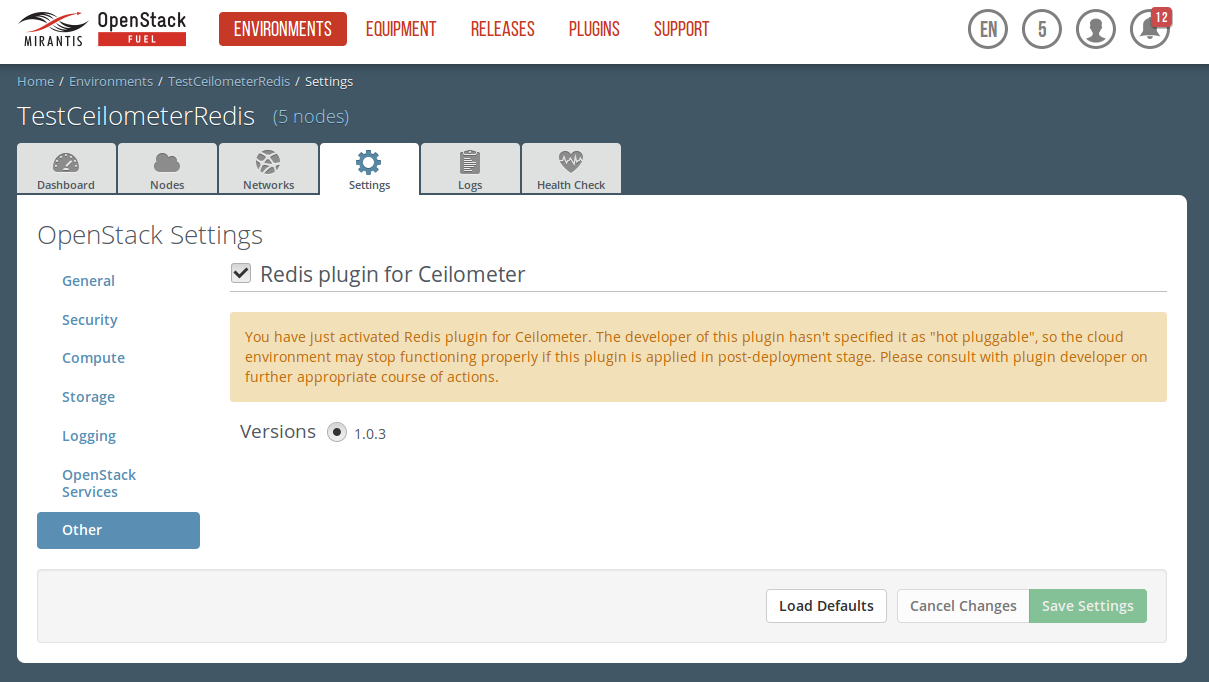 MIRANTIS
OpenStack
FUEL
ENVIRONMENTS EQUIPMENT RELEASES PLUGINS SUPPORT
EN 5 12
Home / Environments / TestCeilometerRedis / Settings
TestCeilometerRedis (5 nodes)
Dashboard Nodes Networks Settings Logs Health Check
OpenStack Settings
General
Security
Compute
Storage
Logging
OpenStack
Services
Other
Redis plugin for Ceilometer
You have just activated Redis plugin for Ceilometer. The developer of this plugin hasn't specified it as "hot pluggable", so the cloud
environment may stop functioning properly if this plugin is applied in post-deployment stage. Please consult with plugin developer on
further appropriate course of actions.
Versions 1.0.3
Load Defaults Cancel Changes Save Settings